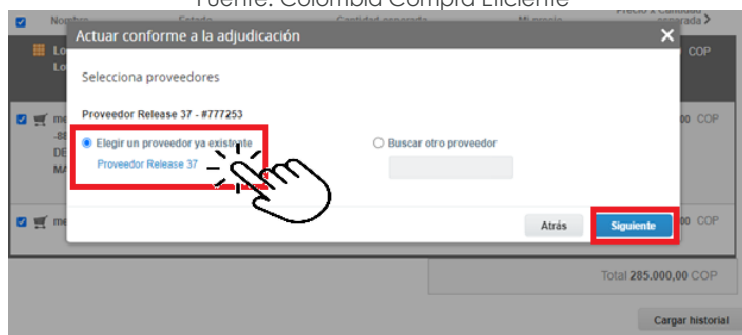 Fuente: Colombia Compra Eficiente
Nombre Estado Cantidad esperada Mi precio Precio x Cantidad esperada
Actuar conforme a la adjudicación
COP
Selecciona proveedores
Proveedor Release 37 - #777253
00 COP
Elegir un proveedor ya existente Buscar otro proveedor
Proveedor Release 37
Atrás Siguiente
00 COP
Total 285.000,00 COP
Cargar historial